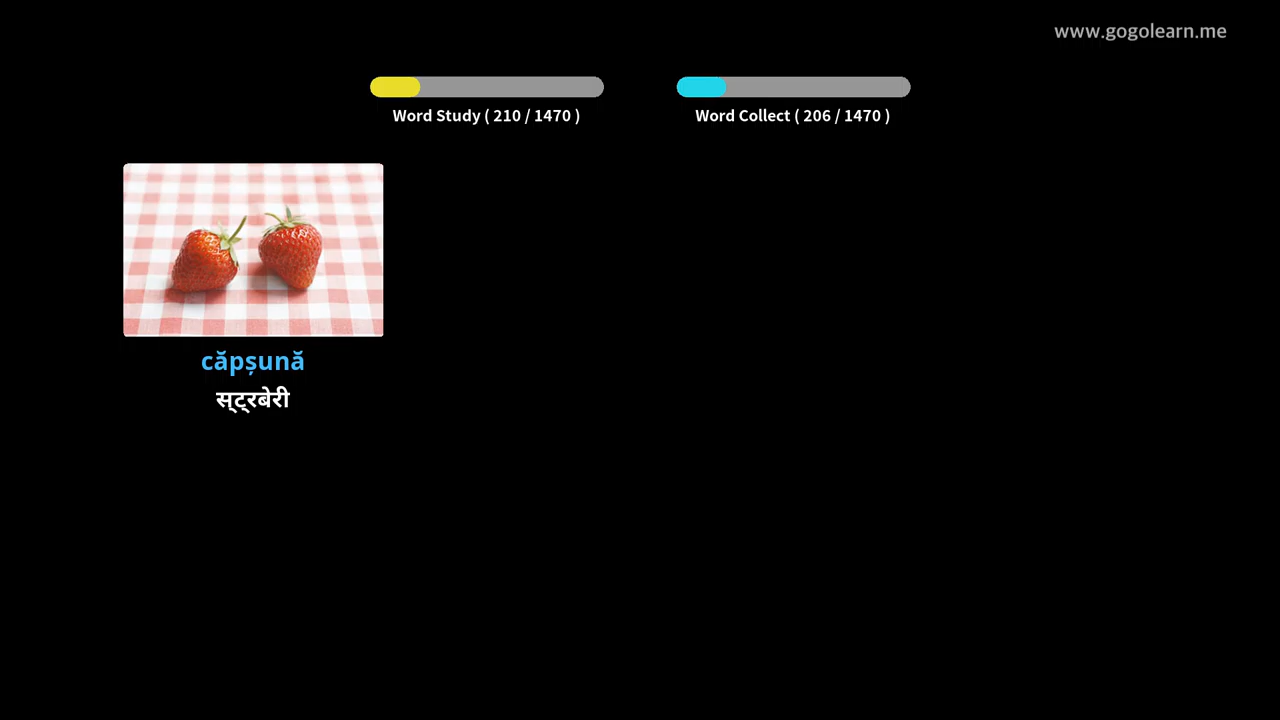 www.gogolearn.me
Word Study ( 210 / 1470 )
Word Collect ( 206 / 1470 )
căpșună
स्ट्रबेरी